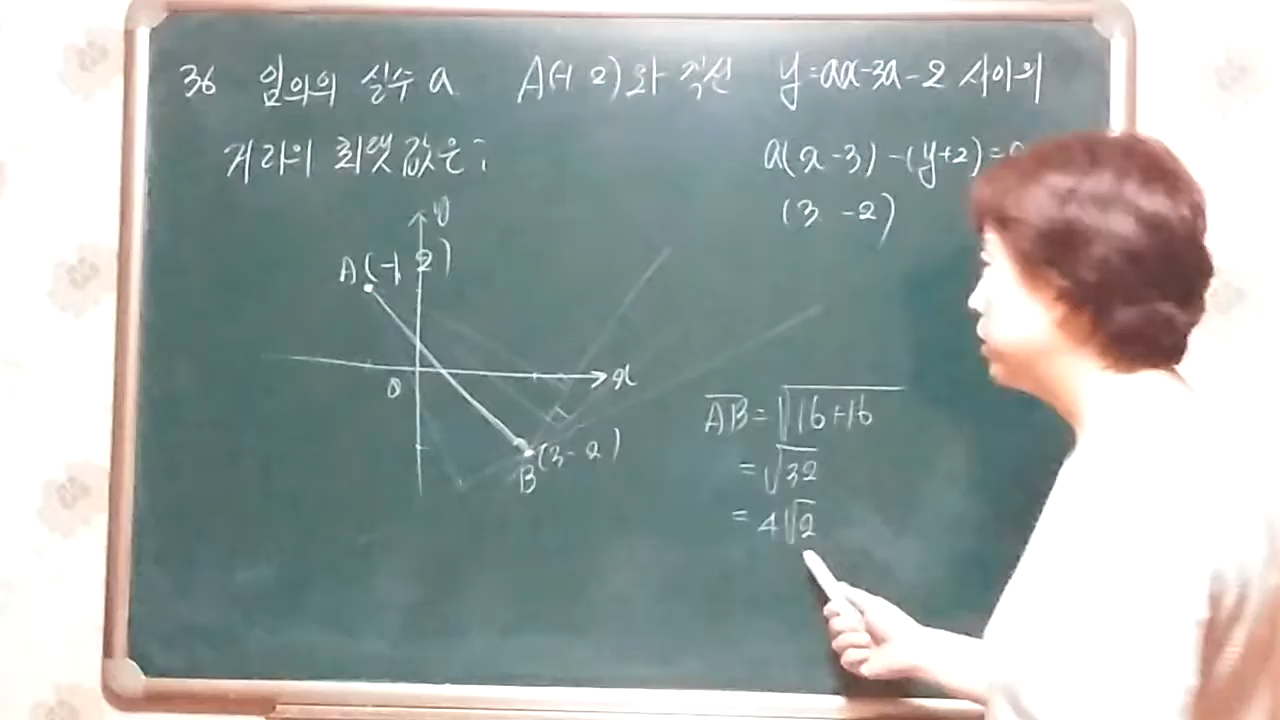 36 임의의 실수 a A(-1 2)와 직선 y=ax-3a-2 사이의
거리의 최댓값은?
a(x-3)-(y+2)=0
(3 -2)
y
A(-1 2)
0
x
B(3-2)
AB=√16+16
=√32
=4√2